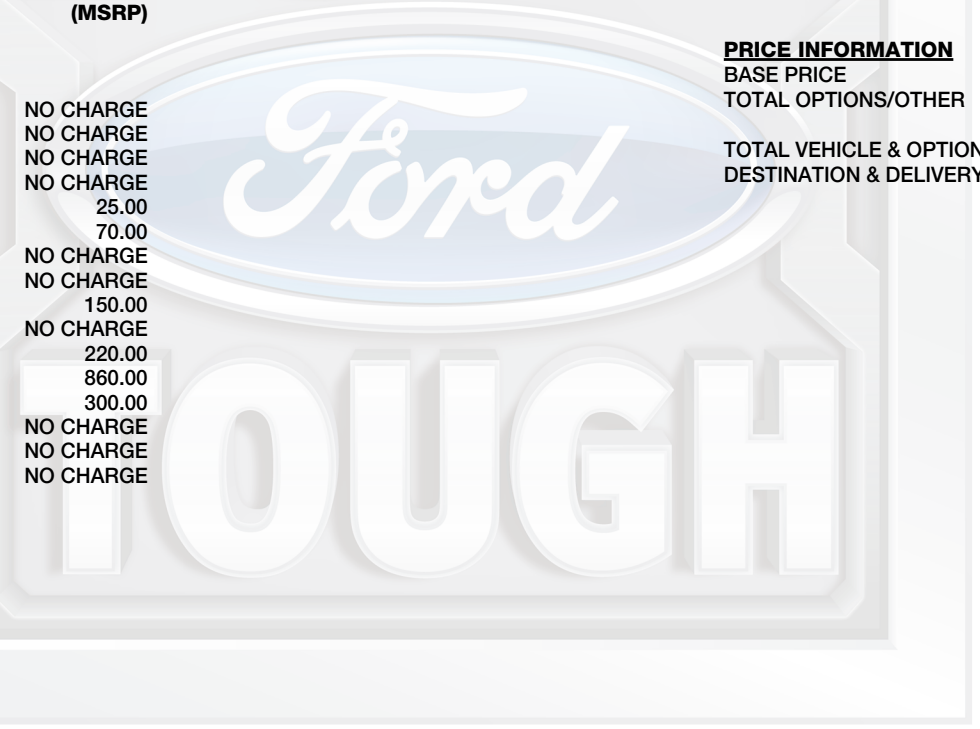 (MSRP)
NO CHARGE
NO CHARGE
NO CHARGE
NO CHARGE
25.00
70.00
NO CHARGE
NO CHARGE
150.00
NO CHARGE
220.00
860.00
300.00
NO CHARGE
NO CHARGE
NO CHARGE
PRICE INFORMATION
BASE PRICE
TOTAL OPTIONS/OTHER
TOTAL VEHICLE & OPTION
DESTINATION & DELIVERY
Ford
TOUGH